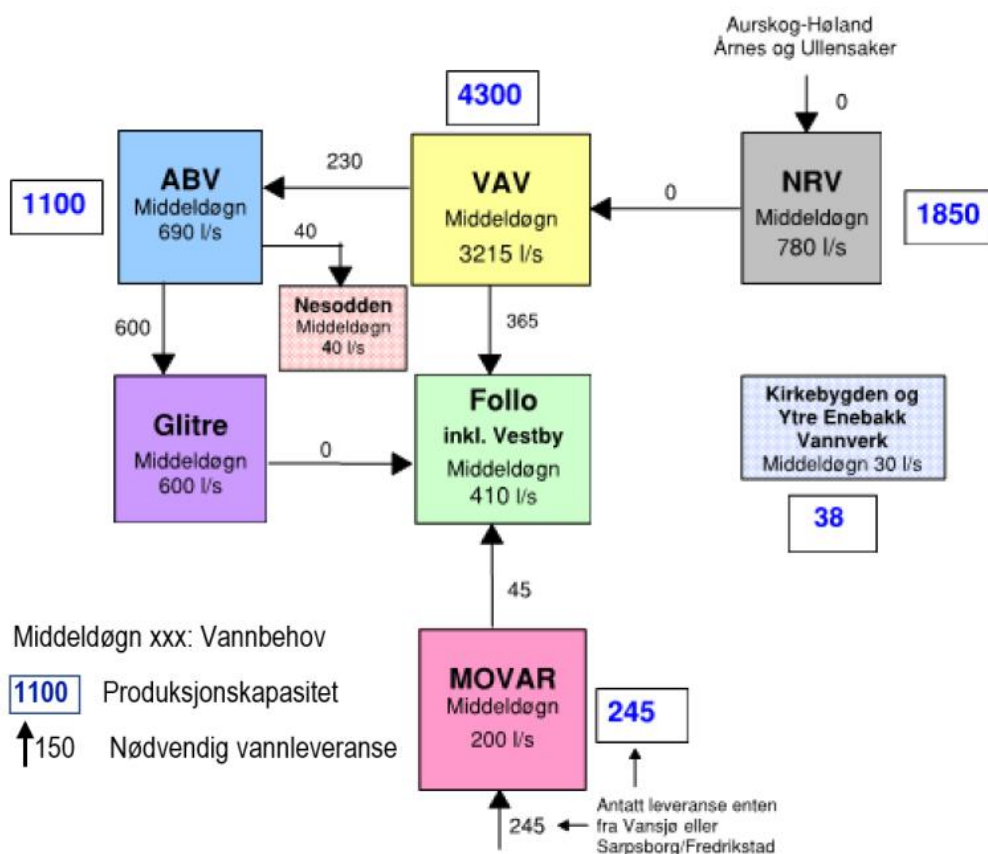 Aurskog-Høland
Årnes og Ullensaker
0
4300
ABV
Middeldøgn
690 l/s
1100
230
VAV
Middeldøgn
3215 l/s
0
NRV
Middeldøgn
780 l/s
1850
40
Nesodden
Middeldøgn
40 l/s
600
365
Glitre
Middeldøgn
600 l/s
0
Follo
inkl. Vestby
Middeldøgn
410 l/s
Kirkebygden og
Ytre Enebakk
Vannverk
Middeldøgn 30 l/s
38
45
Middeldøgn xxx: Vannbehov
1100 Produksjonskapasitet
150 Nødvendig vannleveranse
MOVAR
Middeldøgn
200 l/s
245
245
Antatt leveranse enten
fra Vansjø eller
Sarpsborg/Fredrikstad